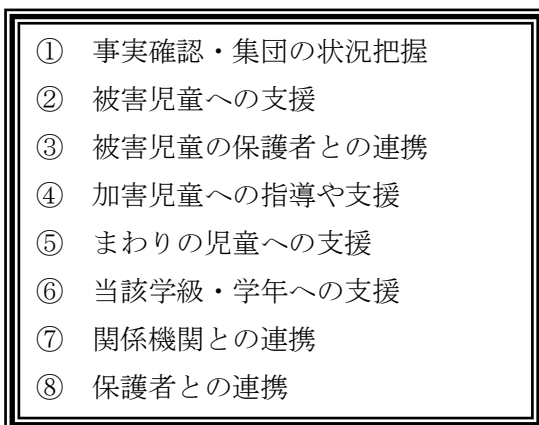 ① 事実確認・集団の状況把握
② 被害児童への支援
③ 被害児童の保護者との連携
④ 加害児童への指導や支援
⑤ まわりの児童への支援
⑥ 当該学級・学年への支援
⑦ 関係機関との連携
⑧ 保護者との連携